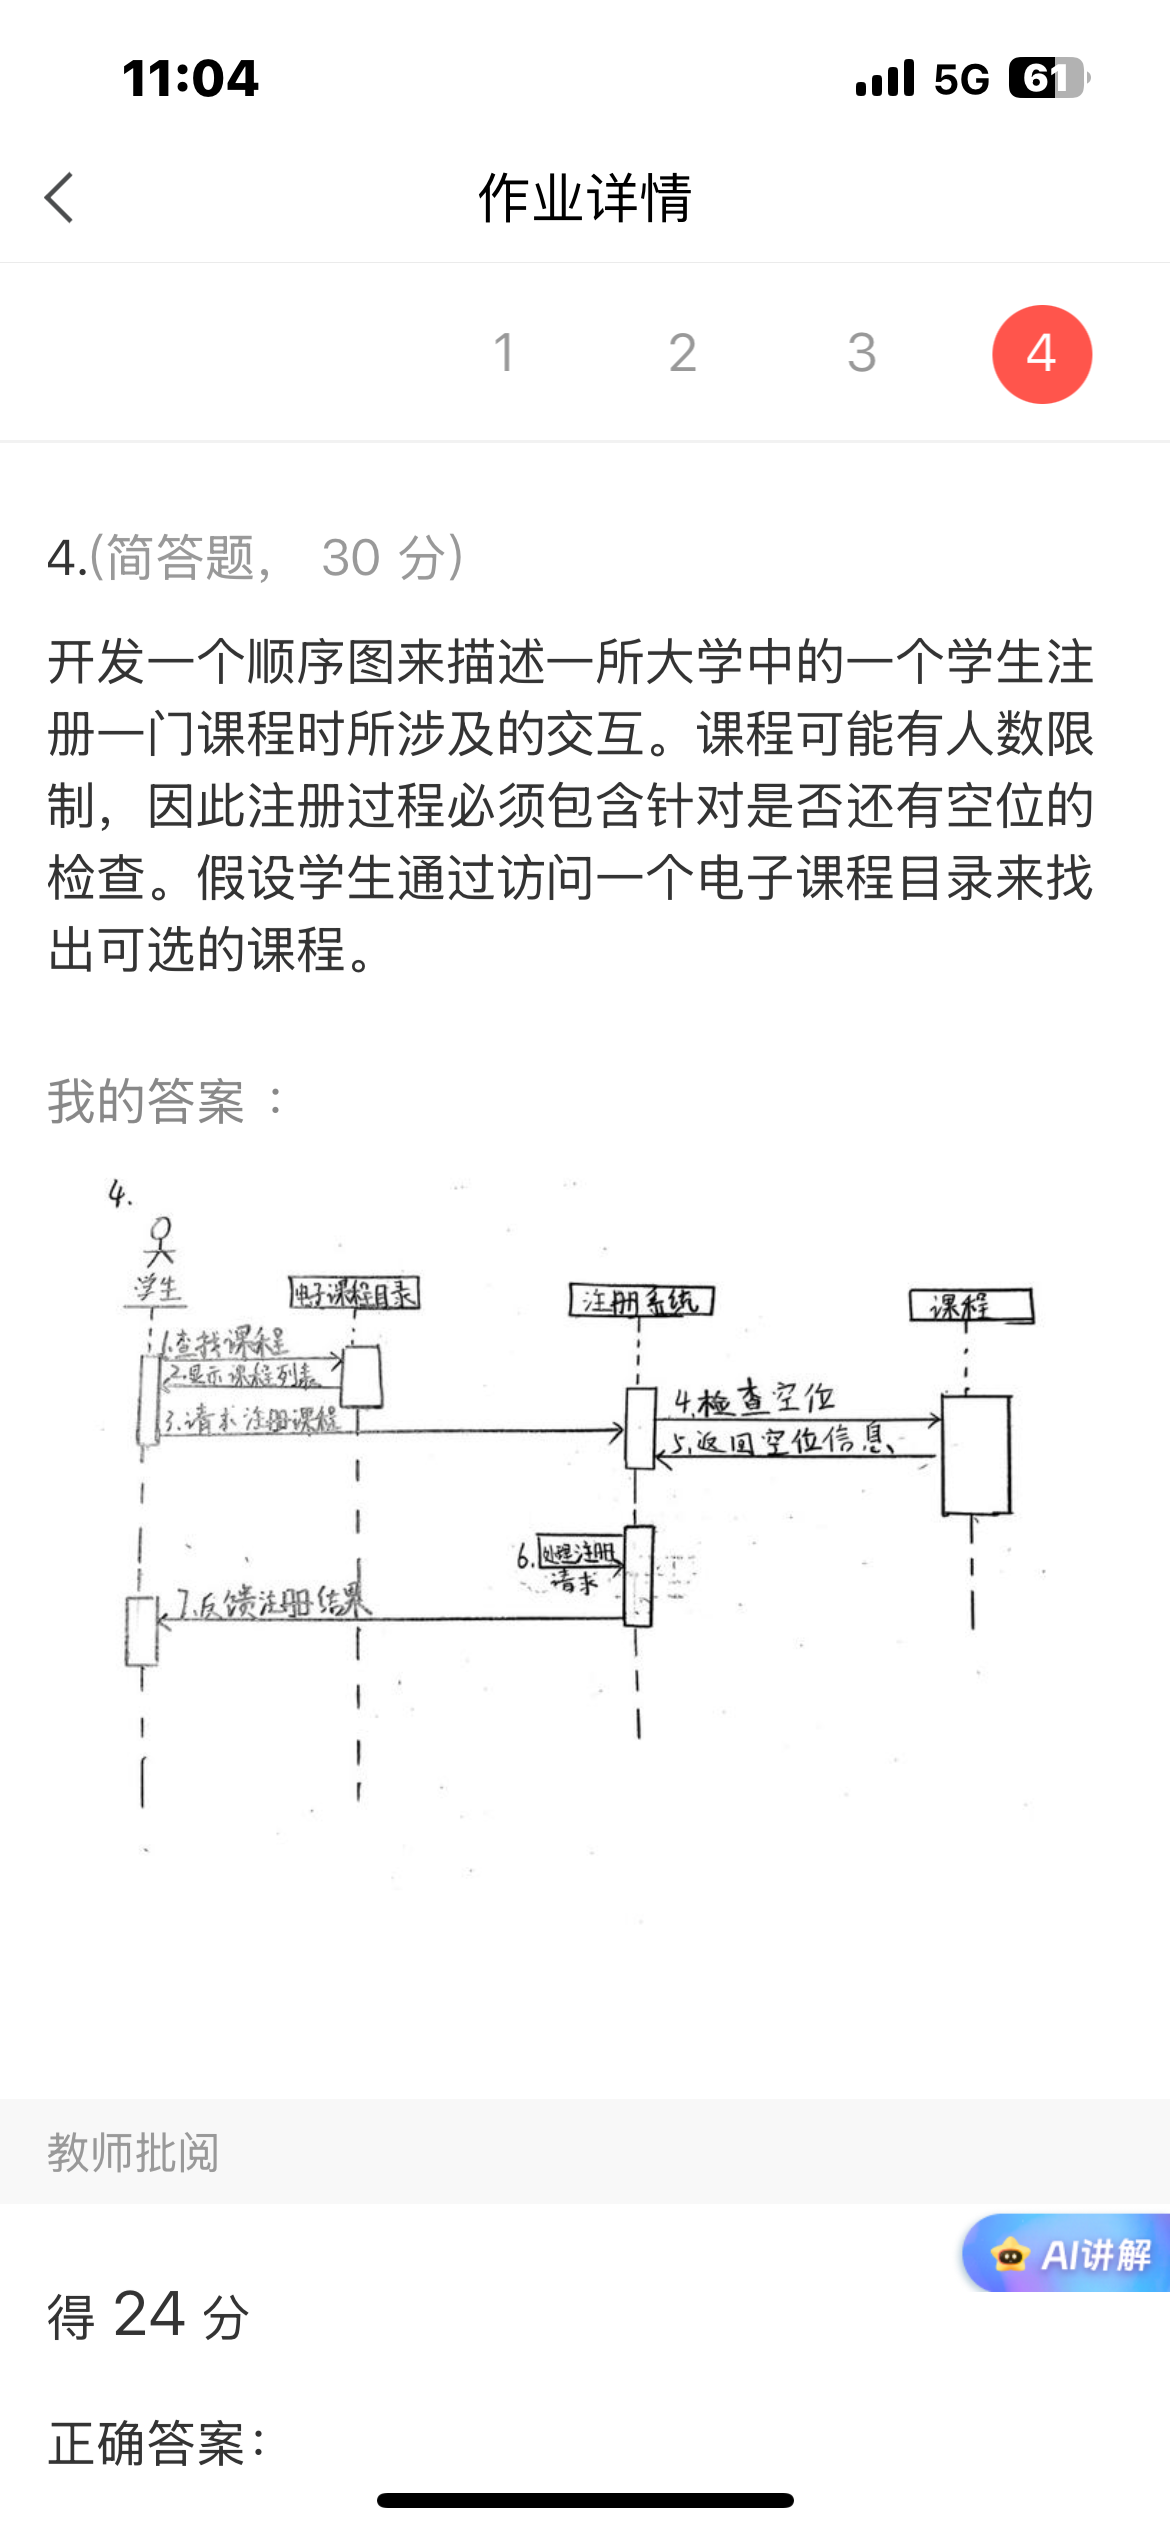 11:04
5G 61
作业详情
1 2 3 4
4.(简答题, 30 分)
开发一个顺序图来描述一所大学中的一个学生注
册一门课程时所涉及的交互。课程可能有人数限
制，因此注册过程必须包含针对是否还有空位的
检查。假设学生通过访问一个电子课程目录来找
出可选的课程。
我的答案：
4.
学生
电子课程目录
注册系统
课程
1.查找课程
2.显示课程列表
3.请求注册课程
4.检查空位
5.返回空位信息
6.处理注册
请求
7.反馈注册结果
教师批阅
AI讲解
得 24 分
正确答案：